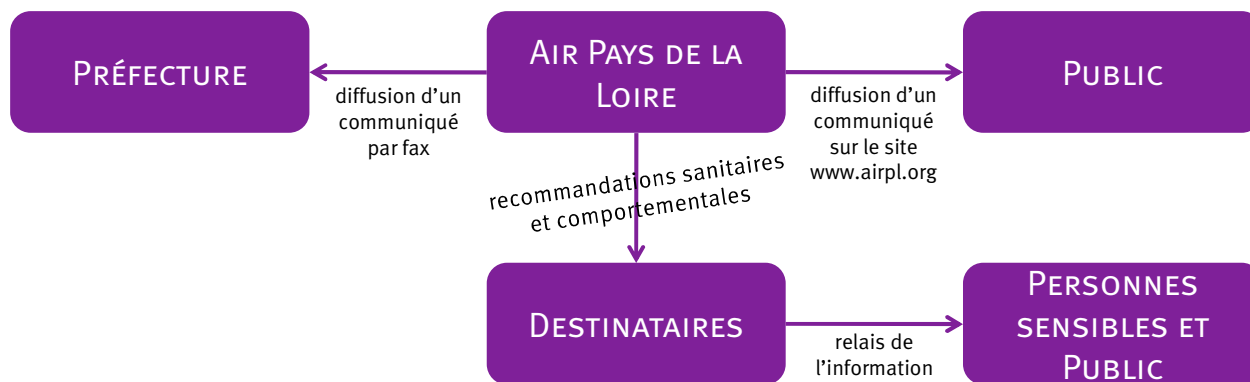 PRÉFECTURE
diffusion d'un
communiqué
par fax
AIR PAYS DE LA
LOIRE
diffusion d'un
communiqué
sur le site
www.airpl.org
PUBLIC
recommandations sanitaires
et comportementales
DESTINATAIRES
relais de
l'information
PERSONNES
SENSIBLES ET
PUBLIC